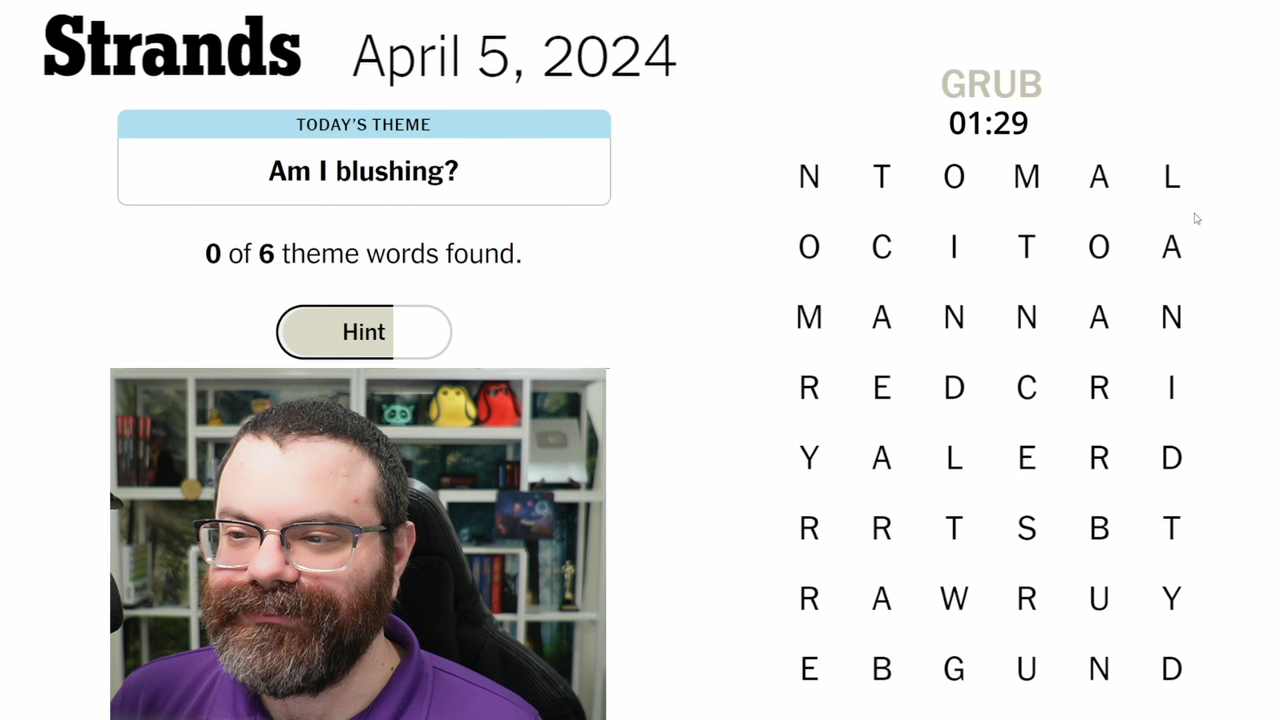 Strands
April 5, 2024
TODAY'S THEME
Am I blushing?
0 of 6 theme words found.
Hint
GRUB
01:29
N T O M A L
O C I T O A
M A N N A N
R E D C R I
Y A L E R D
R R T S B T
R A W R U Y
E B G U N D